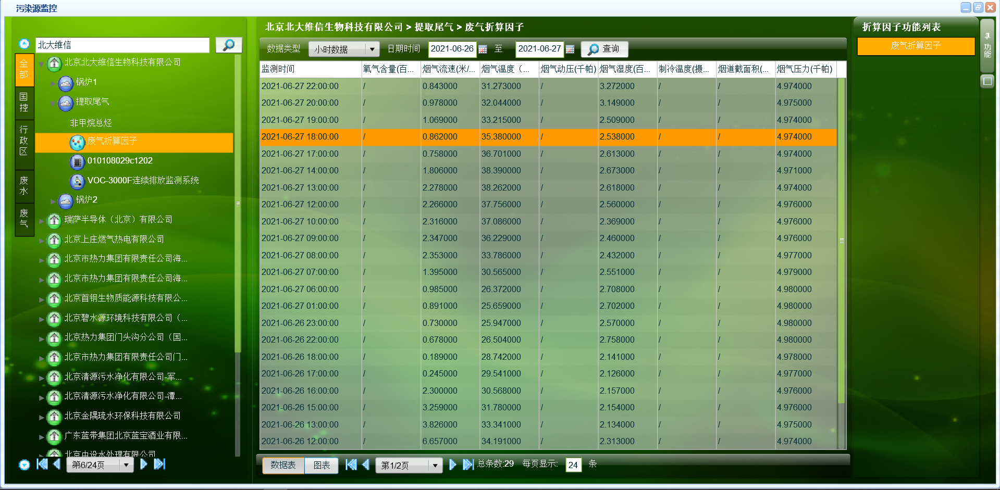 污染源监控
北大维信
全部
国控
行政区
废水
废气
北京北大维信生物科技有限公司
锅炉1
提取尾气
非甲烷总烃
废气折算因子
010108029c1202
VOC-3000F连续排放监测系统
锅炉2
瑞萨半导体（北京）有限公司
北京上庄燃气热电有限公司
北京市热力集团有限责任公司海...
北京市热力集团有限责任公司海...
北京首钢生物质能源科技有限公...
北京碧水源环境科技有限公司（...
北京热力集团门头沟分公司（国...
北京市热力集团有限责任公司门...
北京清源污水净化有限公司-军...
北京清源污水净化有限公司-潭...
北京金隅琉水环保科技有限公司
广东蓝带集团北京蓝宝酒业有限...
北京中设水处理有限公司
第6/24页
北京北大维信生物科技有限公司 > 提取尾气 > 废气折算因子
数据类型 小时数据 日期时间 2021-06-26 至 2021-06-27 查询
监测时间 氧气含量(百... 烟气流速(米/... 烟气温度（... 烟气动压(千帕) 烟气湿度(百... 制冷温度(摄... 烟道截面积(... 烟气压力(千帕)
2021-06-27 22:00:00 / 0.843000 31.273000 / 3.272000 / / 4.974000
2021-06-27 20:00:00 / 0.978000 32.044000 / 3.149000 / / 4.975000
2021-06-27 19:00:00 / 1.069000 33.215000 / 2.509000 / / 4.974000
2021-06-27 18:00:00 / 0.862000 35.380000 / 2.538000 / / 4.974000
2021-06-27 17:00:00 / 0.758000 36.701000 / 2.613000 / / 4.974000
2021-06-27 14:00:00 / 1.806000 38.390000 / 2.673000 / / 4.971000
2021-06-27 13:00:00 / 2.278000 38.262000 / 2.618000 / / 4.974000
2021-06-27 12:00:00 / 2.266000 37.756000 / 2.560000 / / 4.976000
2021-06-27 10:00:00 / 2.316000 37.086000 / 2.369000 / / 4.976000
2021-06-27 09:00:00 / 2.347000 36.229000 / 2.460000 / / 4.976000
2021-06-27 08:00:00 / 2.353000 33.786000 / 2.432000 / / 4.977000
2021-06-27 07:00:00 / 1.395000 30.565000 / 2.551000 / / 4.979000
2021-06-27 06:00:00 / 0.985000 26.372000 / 2.708000 / / 4.980000
2021-06-27 01:00:00 / 0.891000 25.659000 / 2.702000 / / 4.980000
2021-06-26 23:00:00 / 0.730000 25.947000 / 2.570000 / / 4.980000
2021-06-26 22:00:00 / 0.678000 26.504000 / 2.758000 / / 4.980000
2021-06-26 18:00:00 / 0.189000 28.742000 / 2.141000 / / 4.978000
2021-06-26 17:00:00 / 0.245000 29.541000 / 2.126000 / / 4.977000
2021-06-26 16:00:00 / 2.300000 30.568000 / 2.157000 / / 4.976000
2021-06-26 15:00:00 / 3.259000 31.780000 / 2.154000 / / 4.976000
2021-06-26 13:00:00 / 3.826000 33.341000 / 2.134000 / / 4.975000
2021-06-26 12:00:00 / 6.657000 34.191000 / 2.313000 / / 4.974000
数据表 图表 第1/2页 总条数:29 每页显示: 24 条
折算因子功能列表
废气折算因子
功能